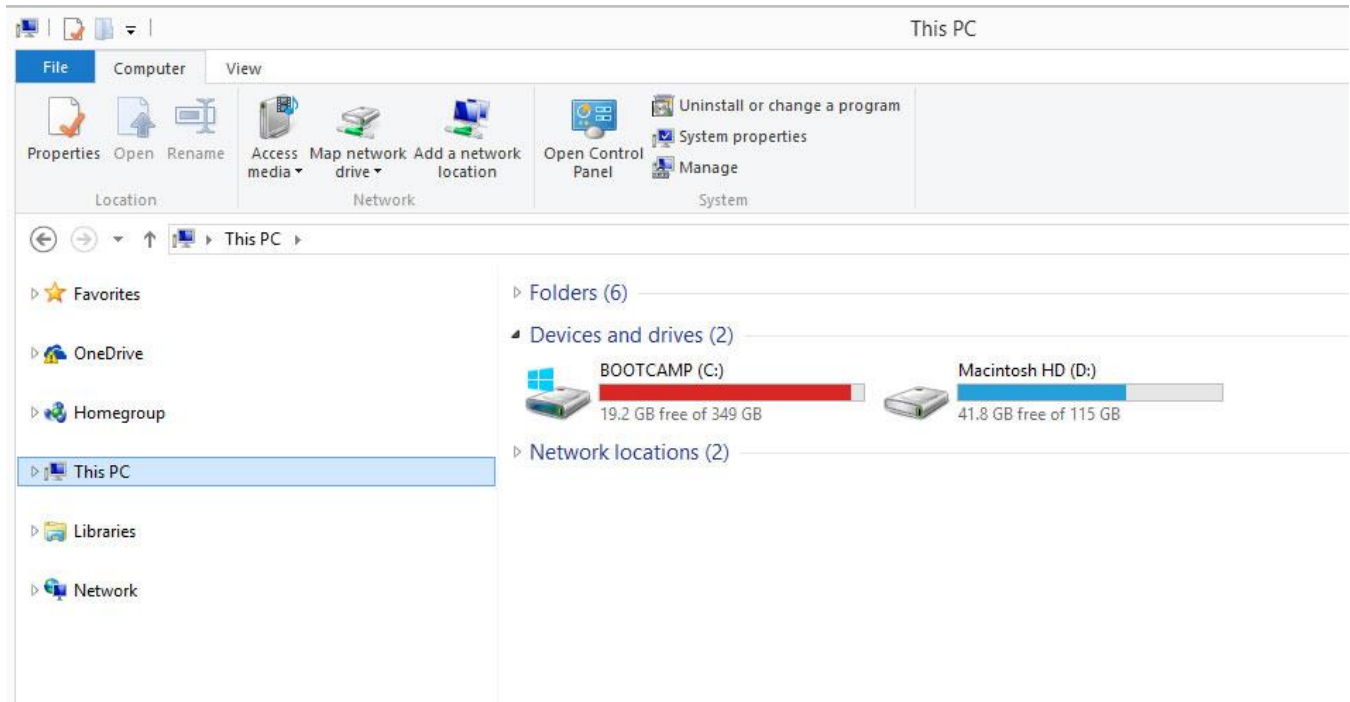 This PC
File Computer View
Properties Open Rename Access media Map network drive Add a network location Open Control Panel Uninstall or change a program
System properties
Manage
Location Network System
This PC
Favorites
OneDrive
Homegroup
This PC
Libraries
Network
Folders (6)
Devices and drives (2)
BOOTCAMP (C:)
19.2 GB free of 349 GB
Macintosh HD (D:)
41.8 GB free of 115 GB
Network locations (2)